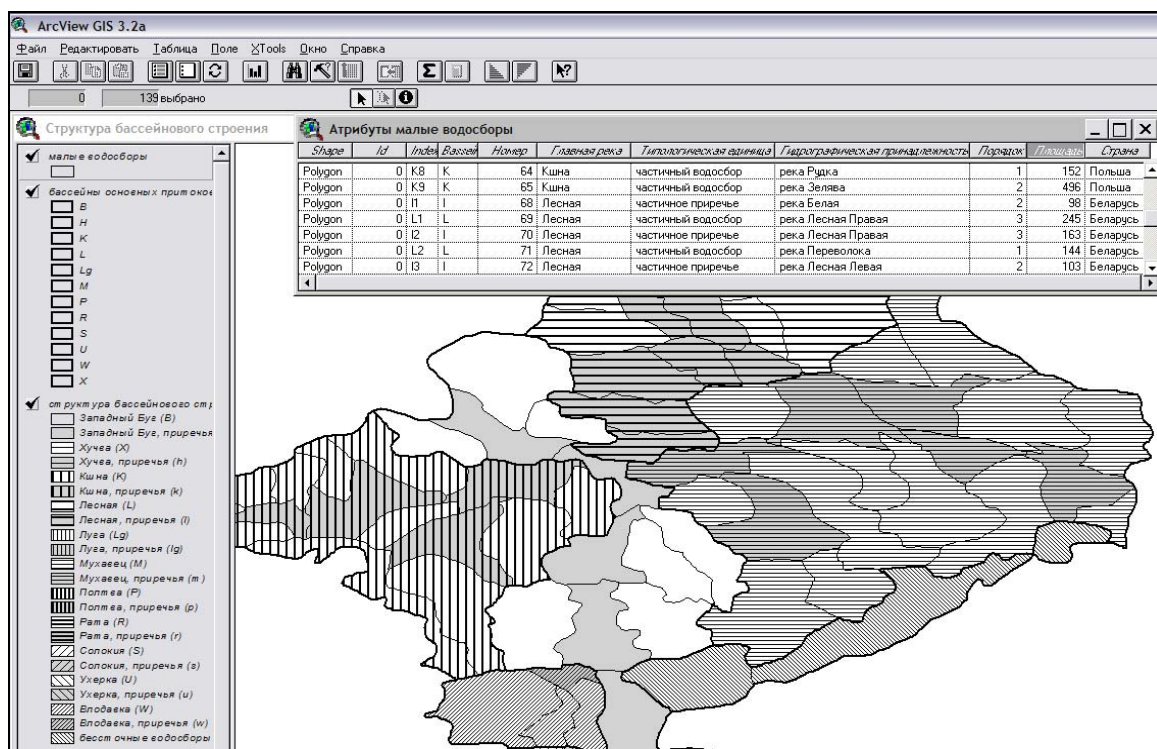 ArcView GIS 3.2a
Файл Редактировать Таблица Поле XTools Окно Справка
0 139 выбрано
Структура бассейнового строения
Атрибуты малые водосборы
Shape Id Index Бассей Номер Главная река Типологическая единица Гидрографическая принадлежность Порядок Площадь Страна
Polygon 0 K8 K 64 Кшна частичный водосбор река Рудка 1 152 Польша
Polygon 0 K9 K 65 Кшна частичный водосбор река Зелява 2 496 Польша
Polygon 0 I1 I 68 Лесная частичное приречье река Белая 2 98 Беларусь
Polygon 0 L1 L 69 Лесная частичный водосбор река Лесная Правая 3 245 Беларусь
Polygon 0 I2 I 70 Лесная частичное приречье река Лесная Правая 3 163 Беларусь
Polygon 0 L2 L 71 Лесная частичный водосбор река Переволока 1 144 Беларусь
Polygon 0 I3 I 72 Лесная частичное приречье река Лесная Левая 2 103 Беларусь
малые водосборы
бассейны основных притоков
B
H
K
L
Lg
M
P
R
S
U
W
X
структура бассейнового стр
Западный Буг (B)
Западный Буг, приречья
Хучва (X)
Хучва, приречья (h)
Кшна (K)
Кшна, приречья (k)
Лесная (L)
Лесная, приречья (l)
Луга (Lg)
Луга, приречья (lg)
Мухавец (M)
Мухавец, приречья (m)
Полтва (P)
Полтва, приречья (p)
Рата (R)
Рата, приречья (r)
Солокия (S)
Солокия, приречья (s)
Ухерка (U)
Ухерка, приречья (u)
Влодавка (W)
Влодавка, приречья (w)
бессточные водосборы